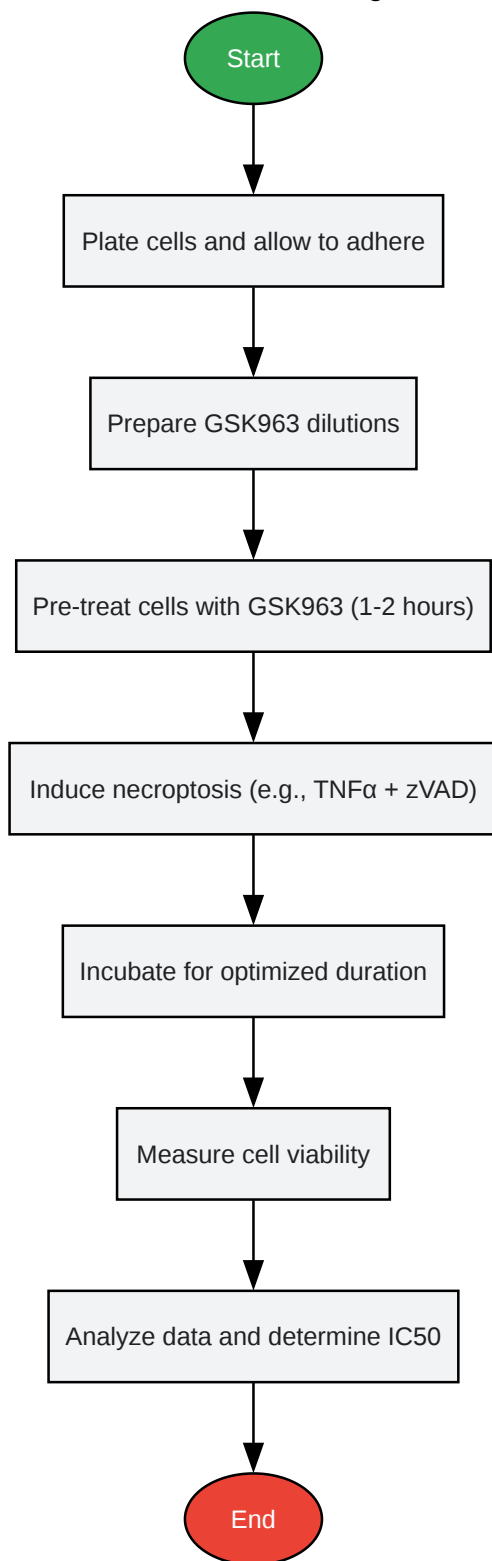 Start
Plate cells and allow to adhere
Prepare GSK963 dilutions
Pre-treat cells with GSK963 (1-2 hours)
Induce necroptosis (e.g., TNFα + zVAD)
Incubate for optimized duration
Measure cell viability
Analyze data and determine IC50
End